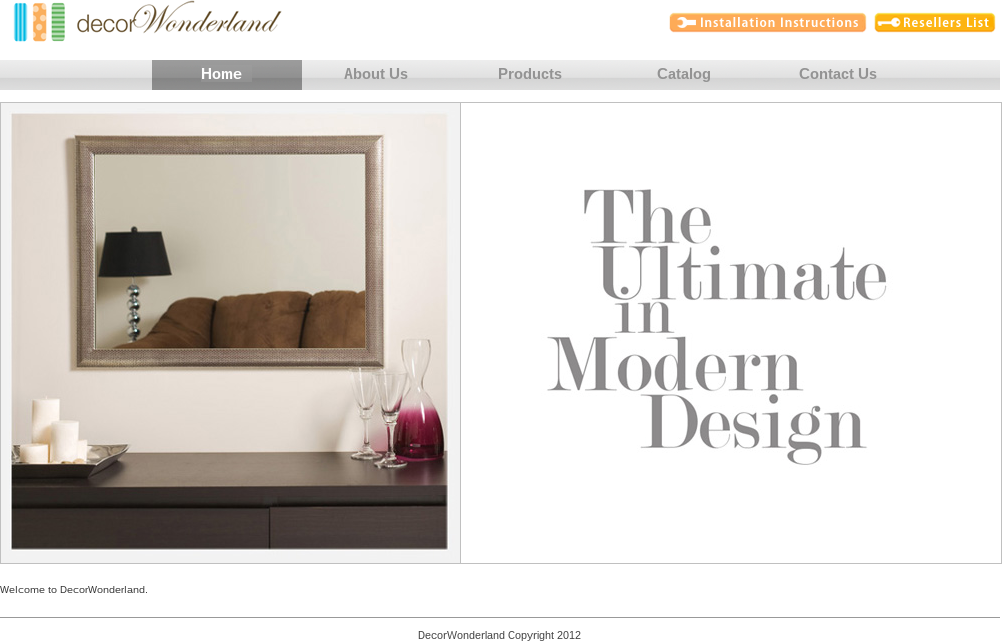 decorWonderland
Installation Instructions
Resellers List
Home
About Us
Products
Catalog
Contact Us
The
Ultimate
in
Modern
Design
Welcome to DecorWonderland.
DecorWonderland Copyright 2012